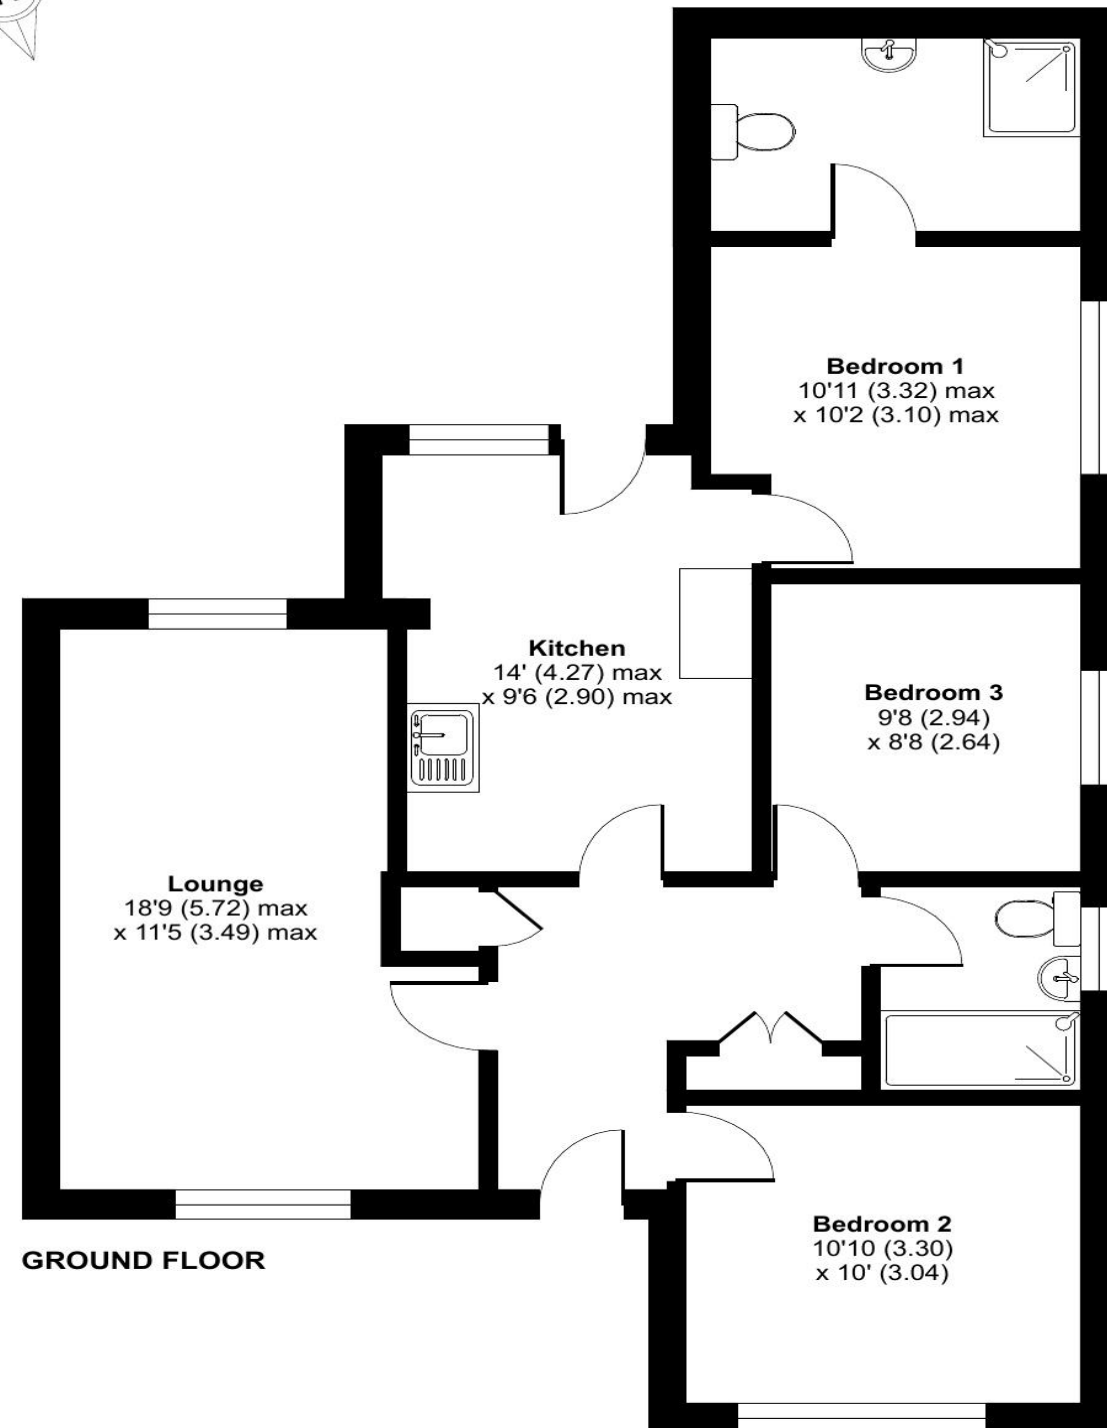 Bedroom 1
10'11 (3.32) max
x 10'2 (3.10) max
Kitchen
14' (4.27) max
x 9'6 (2.90) max
Bedroom 3
9'8 (2.94)
x 8'8 (2.64)
Lounge
18'9 (5.72) max
x 11'5 (3.49) max
Bedroom 2
10'10 (3.30)
x 10' (3.04)
GROUND FLOOR